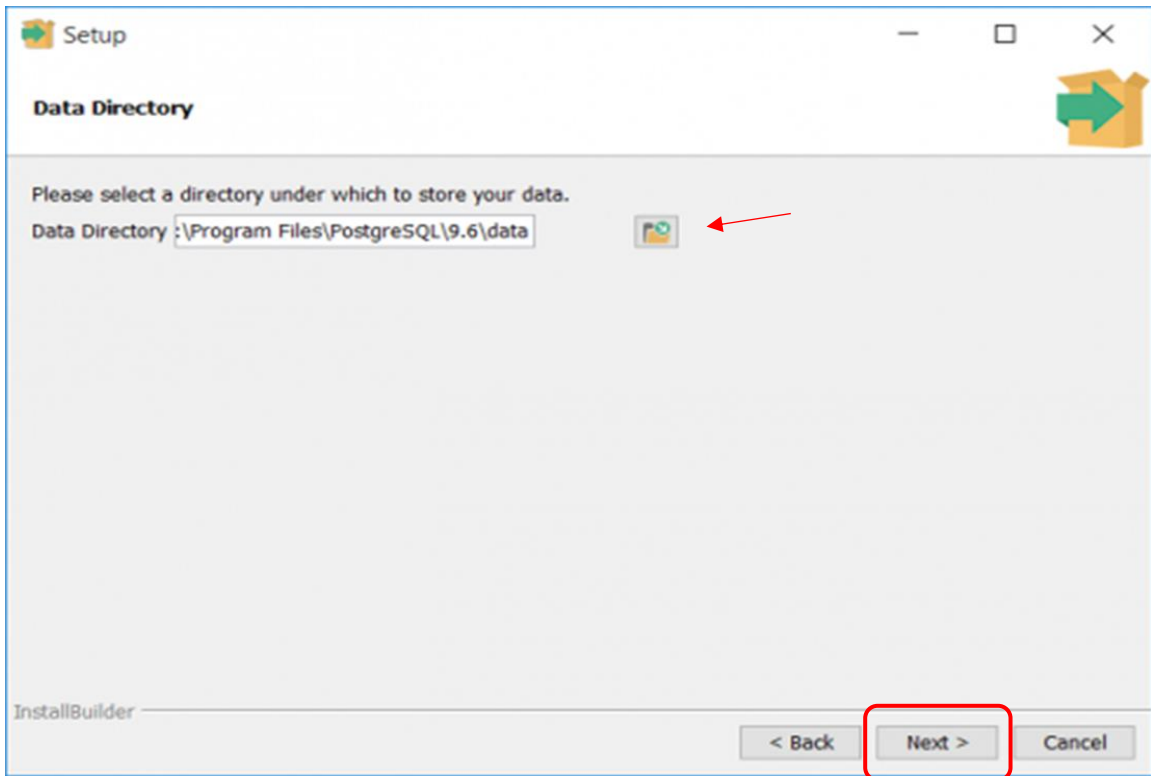 Setup
Data Directory
Please select a directory under which to store your data.
Data Directory :\Program Files\PostgreSQL\9.6\data
InstallBuilder
< Back Next > Cancel